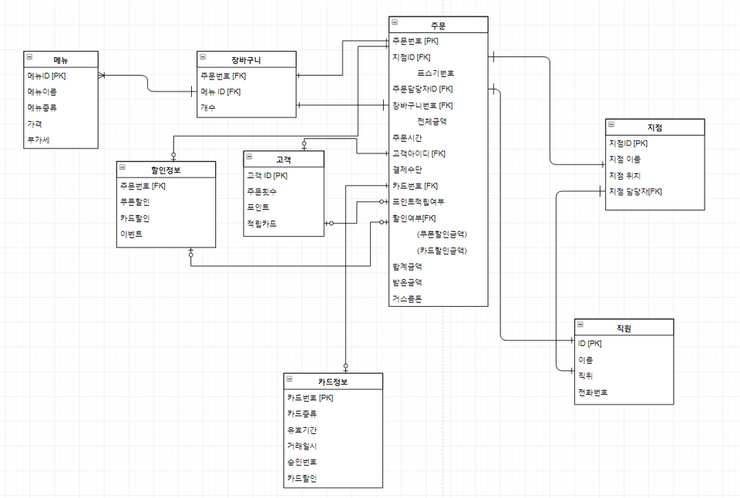 메뉴
메뉴ID [PK]
메뉴이름
메뉴종류
가격
부가세
장바구니
주문번호 [FK]
메뉴 ID [FK]
개수
주문
주문번호 [PK]
지점ID [FK]
포스기번호
주문담당자ID [FK]
장바구니번호 [FK]
전체금액
주문시간
고객아이디 [FK]
결제수단
카드번호 [FK]
포인트적립여부
할인여부[FK]
(쿠폰할인금액)
(카드할인금액)
합계금액
받은금액
거스름돈
할인정보
주문번호 [FK]
쿠폰할인
카드할인
이벤트
고객
고객 ID [PK]
주문횟수
포인트
적립카드
지점
지점ID [PK]
지점 이름
지점 위치
지점 담당자[FK]
직원
ID [PK]
이름
직위
전화번호
카드정보
카드번호 [PK]
카드종류
유효기간
거래일시
승인번호
카드할인